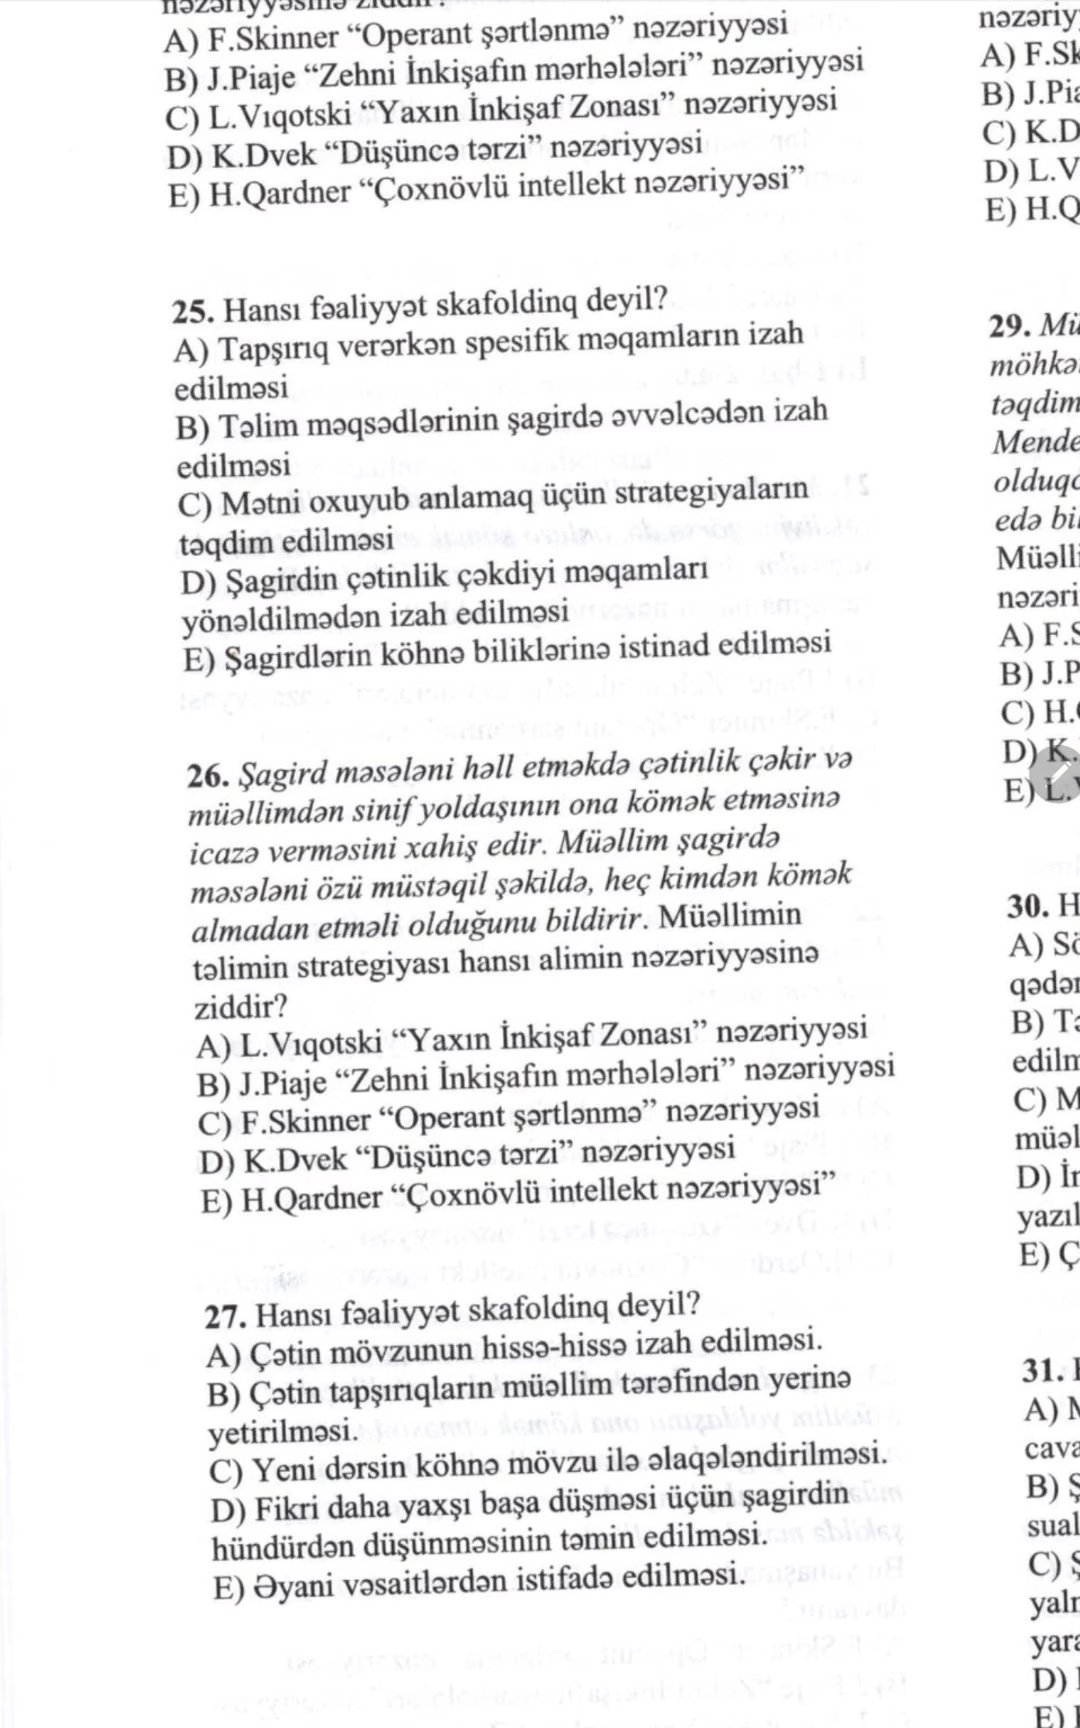 A) F.Skinner “Operant şərtlənmə” nəzəriyyəsi
B) J.Piaje “Zehni İnkişafın mərhələləri” nəzəriyyəsi
C) L.Vıqotski “Yaxın İnkişaf Zonası” nəzəriyyəsi
D) K.Dvek “Düşüncə tərzi” nəzəriyyəsi
E) H.Qardner “Çoxnövlü intellekt nəzəriyyəsi”
25. Hansı fəaliyyət skafoldinq deyil?
A) Tapşırıq verərkən spesifik məqamların izah
edilməsi
B) Təlim məqsədlərinin şagirdə əvvəlcədən izah
edilməsi
C) Mətni oxuyub anlamaq üçün strategiyaların
təqdim edilməsi
D) Şagirdin çətinlik çəkdiyi məqamları
yönəldilmədən izah edilməsi
E) Şagirdlərin köhnə biliklərinə istinad edilməsi
26. Şagird məsələni həll etməkdə çətinlik çəkir və
müəllimdən sinif yoldaşının ona kömək etməsinə
icazə verməsini xahiş edir. Müəllim şagirdə
məsələni özü müstəqil şəkildə, heç kimdən kömək
almadan etməli olduğunu bildirir. Müəllimin
təlimin strategiyası hansı alimin nəzəriyyəsinə
ziddir?
A) L.Vıqotski “Yaxın İnkişaf Zonası” nəzəriyyəsi
B) J.Piaje “Zehni İnkişafın mərhələləri” nəzəriyyəsi
C) F.Skinner “Operant şərtlənmə” nəzəriyyəsi
D) K.Dvek “Düşüncə tərzi” nəzəriyyəsi
E) H.Qardner “Çoxnövlü intellekt nəzəriyyəsi”
27. Hansı fəaliyyət skafoldinq deyil?
A) Çətin mövzunun hissə-hissə izah edilməsi.
B) Çətin tapşırıqların müəllim tərəfindən yerinə
yetirilməsi.
C) Yeni dərsin köhnə mövzu ilə əlaqələndirilməsi.
D) Fikri daha yaxşı başa düşməsi üçün şagirdin
hündürdən düşünməsinin təmin edilməsi.
E) Əyani vəsaitlərdən istifadə edilməsi.
A) F.
B)
C) K.D
D) L.V
E) H.Q
29.
A) F.S
B) J.P
C) H.
D) K.
E) L.
30.
A)
B)
C)
D)
E)
31.
A)
B)
C)
D)
E)